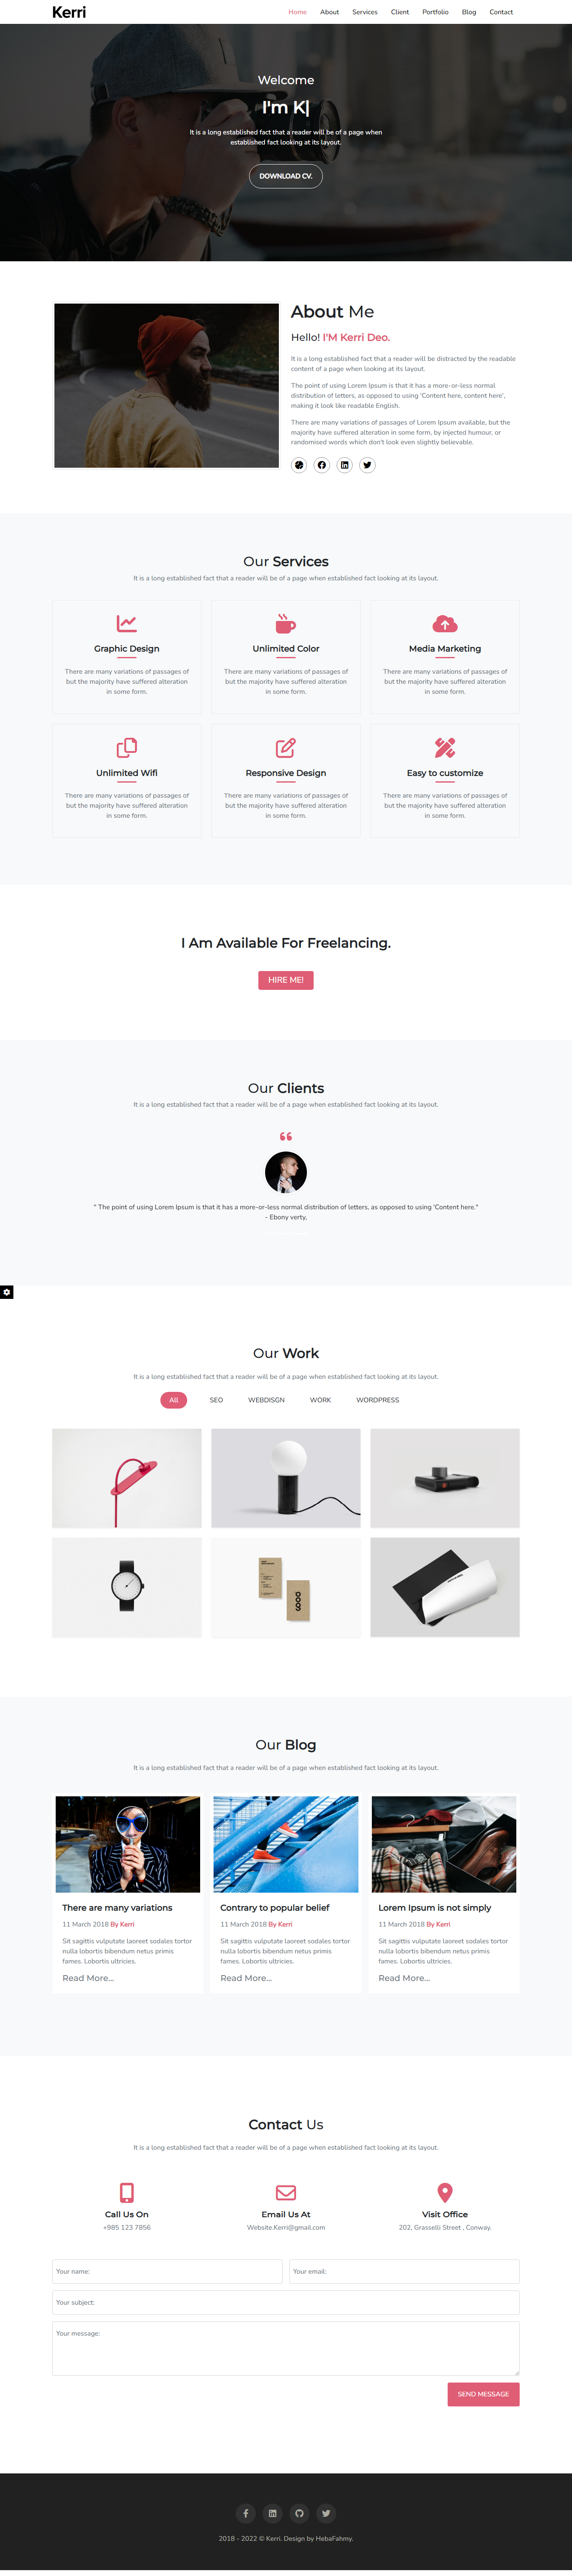 Kerri
Home About Services Client Portfolio Blog Contact
Welcome
I'm K|
It is a long established fact that a reader will be of a page when
established fact looking at its layout.
DOWNLOAD CV.
About Me
Hello! I'M Kerri Deo.
It is a long established fact that a reader will be distracted by the readable
content of a page when looking at its layout.
The point of using Lorem Ipsum is that it has a more-or-less normal
distribution of letters, as opposed to using 'Content here, content here',
making it look like readable English.
There are many variations of passages of Lorem Ipsum available, but the
majority have suffered alteration in some form, by injected humour, or
randomised words which don't look even slightly believable.
Our Services
It is a long established fact that a reader will be of a page when established fact looking at its layout.
Graphic Design
There are many variations of passages of
but the majority have suffered alteration
in some form.
Unlimited Color
There are many variations of passages of
but the majority have suffered alteration
in some form.
Media Marketing
There are many variations of passages of
but the majority have suffered alteration
in some form.
Unlimited Wifi
There are many variations of passages of
but the majority have suffered alteration
in some form.
Responsive Design
There are many variations of passages of
but the majority have suffered alteration
in some form.
Easy to customize
There are many variations of passages of
but the majority have suffered alteration
in some form.
I Am Available For Freelancing.
HIRE ME!
Our Clients
It is a long established fact that a reader will be of a page when established fact looking at its layout.
" The point of using Lorem Ipsum is that it has a more-or-less normal distribution of letters, as opposed to using 'Content here."
- Ebony verty,
Our Work
It is a long established fact that a reader will be of a page when established fact looking at its layout.
All SEO WEBDISGN WORK WORDPRESS
Our Blog
It is a long established fact that a reader will be of a page when established fact looking at its layout.
There are many variations
11 March 2018 By Kerri
Sit sagittis vulputate laoreet sodales tortor
nulla lobortis bibendum netus primis
fames. Lobortis ultricies.
Read More...
Contrary to popular belief
11 March 2018 By Kerri
Sit sagittis vulputate laoreet sodales tortor
nulla lobortis bibendum netus primis
fames. Lobortis ultricies.
Read More...
Lorem Ipsum is not simply
11 March 2018 By Kerri
Sit sagittis vulputate laoreet sodales tortor
nulla lobortis bibendum netus primis
fames. Lobortis ultricies.
Read More...
Contact Us
It is a long established fact that a reader will be of a page when established fact looking at its layout.
Call Us On
+985 123 7856
Email Us At
Website.Kerri@gmail.com
Visit Office
202, Grasselli Street , Conway.
Your name:
Your email:
Your subject:
Your message:
SEND MESSAGE
2018 - 2022 © Kerri. Design by HebaFahmy.